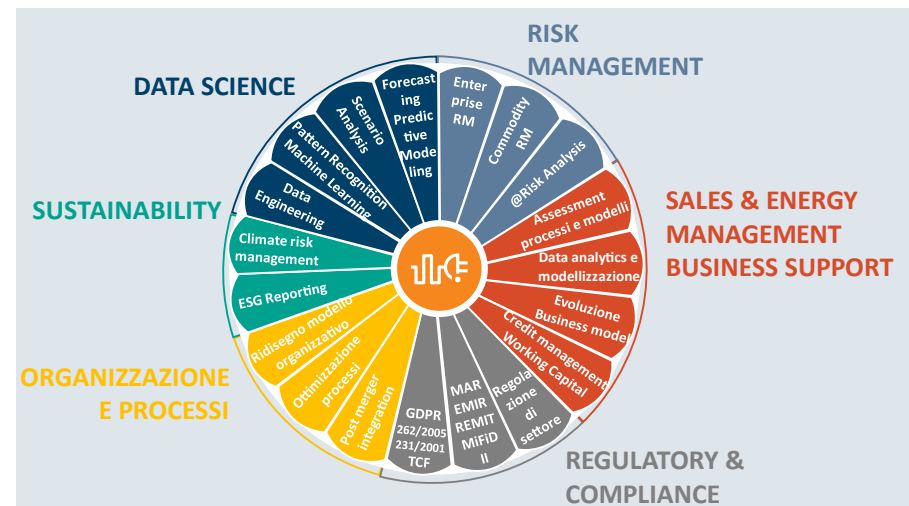 RISK
MANAGEMENT
Enter
prise
RM
Commodity
RM
@Risk Analysis
SALES & ENERGY
MANAGEMENT
BUSINESS SUPPORT
Assessment
processi e modelli
Data analytics e
modellizzazione
Evoluzione
Business model
Credit management
Working Capital
REGULATORY &
COMPLIANCE
Regola
zione
di
settore
MAR
EMIR
REMIT
MiFiD
II
GDPR
262/2005
231/2001
TCF
ORGANIZZAZIONE
E PROCESSI
Post merger
integration
Ottimizzazione
processi
Ridisegno modello
organizzativo
SUSTAINABILITY
ESG Reporting
Climate risk
management
DATA SCIENCE
Data
Engineering
Pattern Recognition
Machine Learning
Scenario
Analysis
Forecast
ing
Predic
tive
Mode
ling